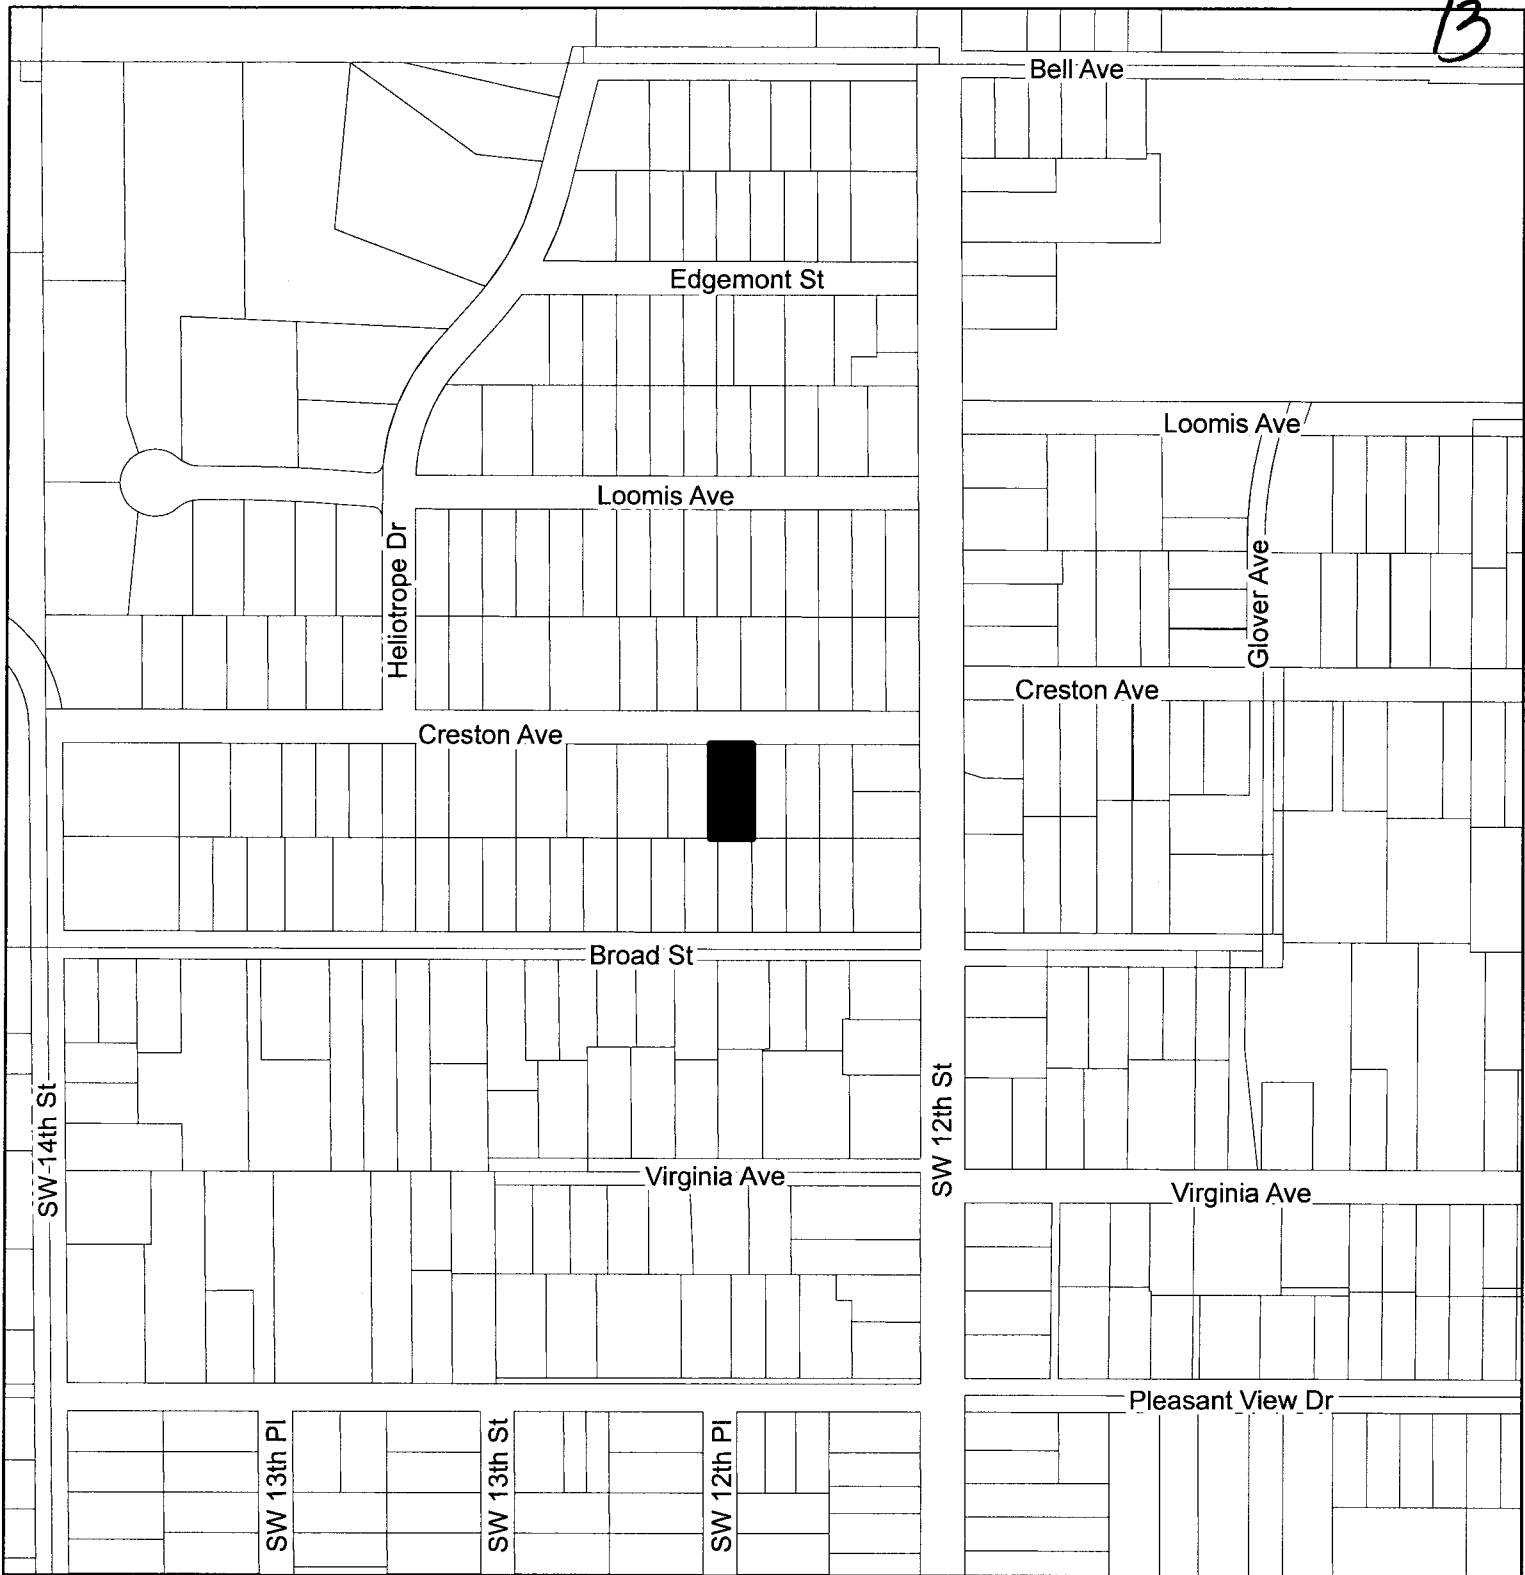 13
Bell Ave
Edgemont St
Loomis Ave
Loomis Ave
Heliotrope Dr
Glover Ave
Creston Ave
Creston Ave
Broad St
SW 14th St
SW 12th St
Virginia Ave
Virginia Ave
Pleasant View Dr
SW 13th Pl
SW 13th St
SW 12th Pl